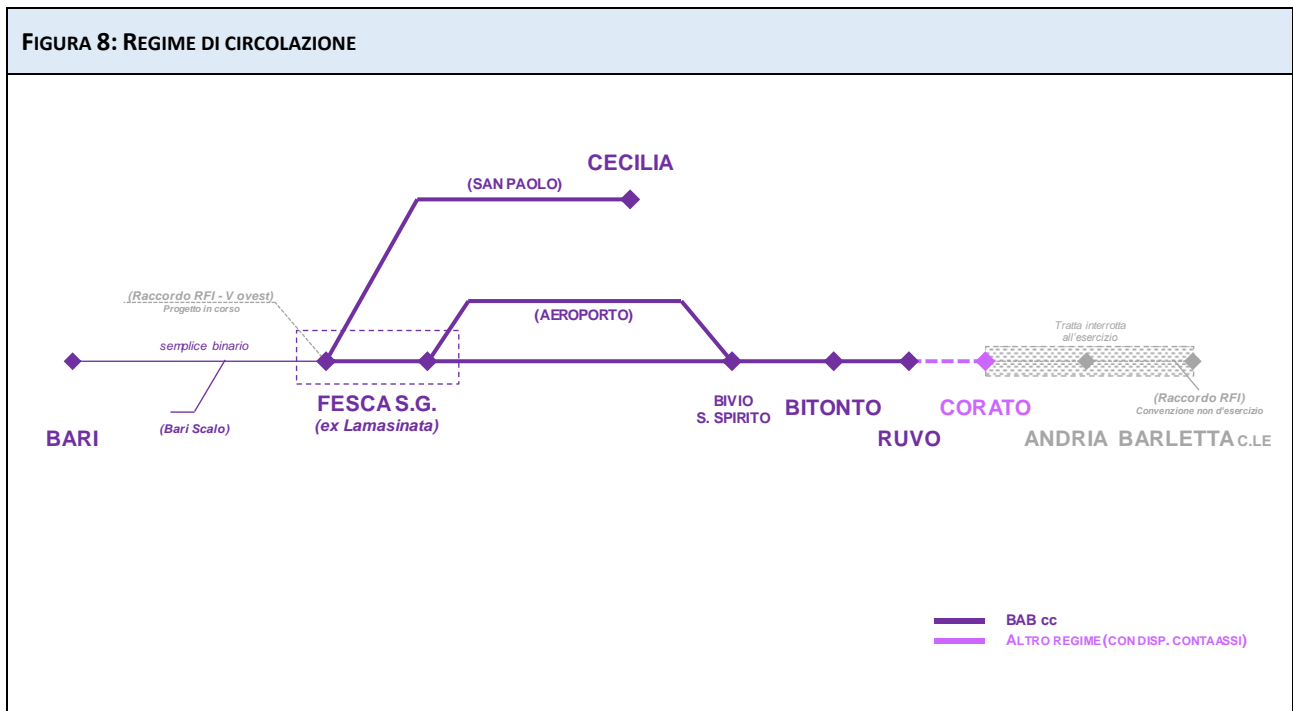 FIGURA 8: REGIME DI CIRCOLAZIONE
CECILIA
(SAN PAOLO)
(Raccordo RFI - V ovest)
Progetto in corso
(AEROPORTO)
Tratta interrotta
all'esercizio
semplice binario
(Bari Scalo)
FESCA S.G.
(ex Lamasinata)
BARI
BIVIO
S. SPIRITO
BITONTO
RUVO
CORATO
(Raccordo RFI)
Convenzione non d'esercizio
ANDRIA BARLETTA C.LE
BAB cc
ALTRO REGIME (CON DISP. CONTAASSI)